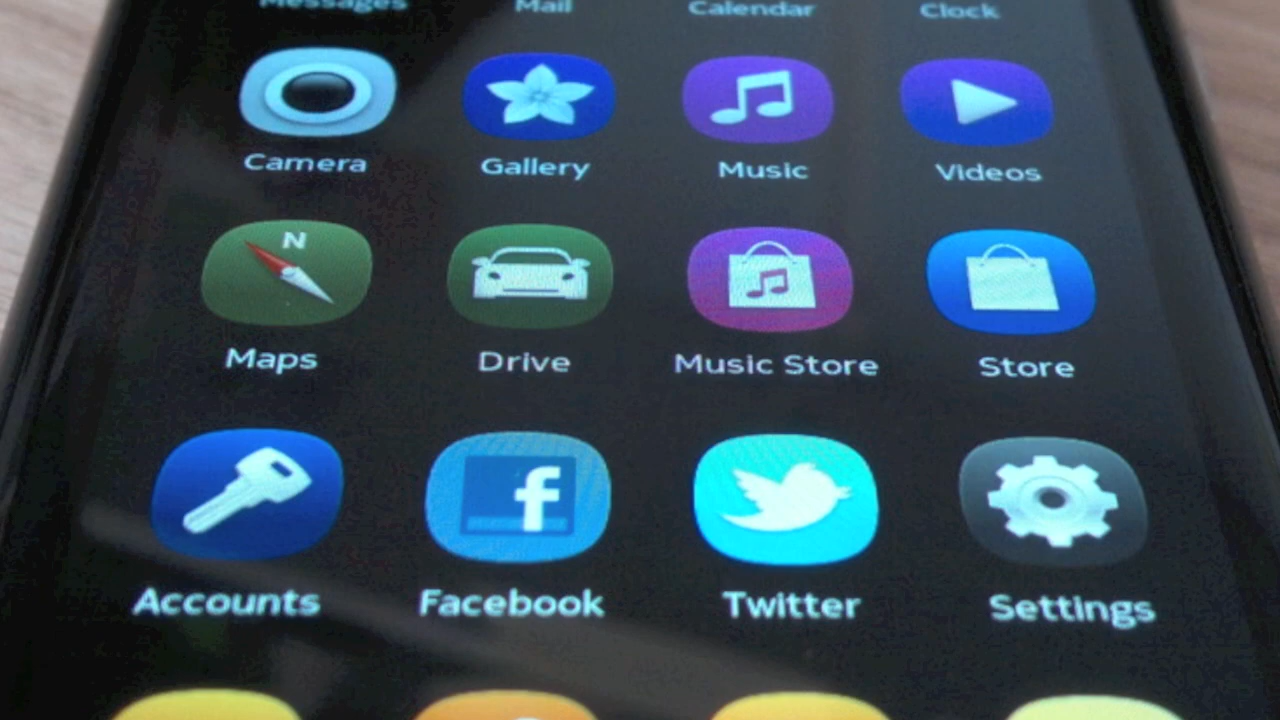 Messages Mail Calendar Clock
Camera Gallery Music Videos
N
Maps Drive Music Store Store
f
Accounts Facebook Twitter Settings